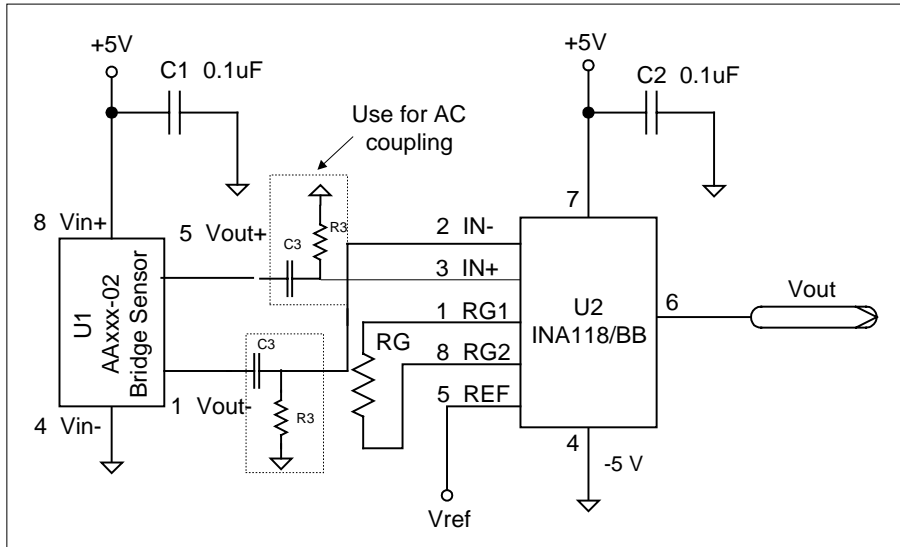 +5V
C1 0.1uF
+5V
C2 0.1uF
Use for AC
coupling
7
8 Vin+
5 Vout+
R3
C3
2 IN-
3 IN+
U1
AAxxx-02
Bridge Sensor
1 RG1
RG
8 RG2
5 REF
U2
INA118/BB
6
Vout
C3
R3
1 Vout-
4 Vin-
4
-5 V
Vref